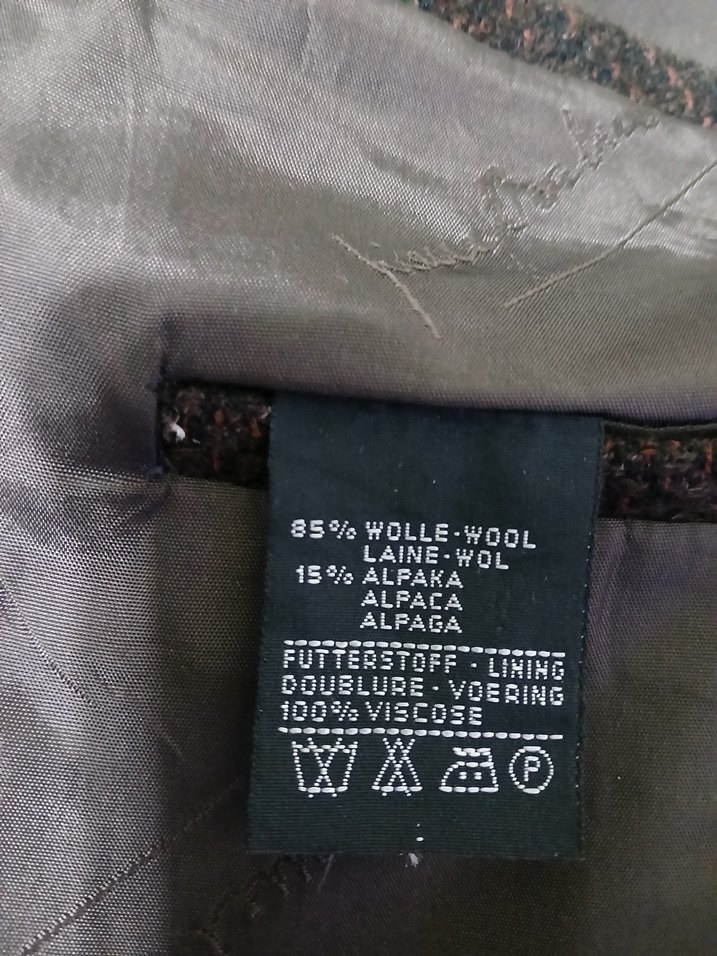 85% WOLLE·WOOL
LAINE·WOL
15% ALPAKA
ALPACA
ALPAGA
FUTTERSTOFF · LINING
DOUBLURE · VOERING
100% VISCOSE
P